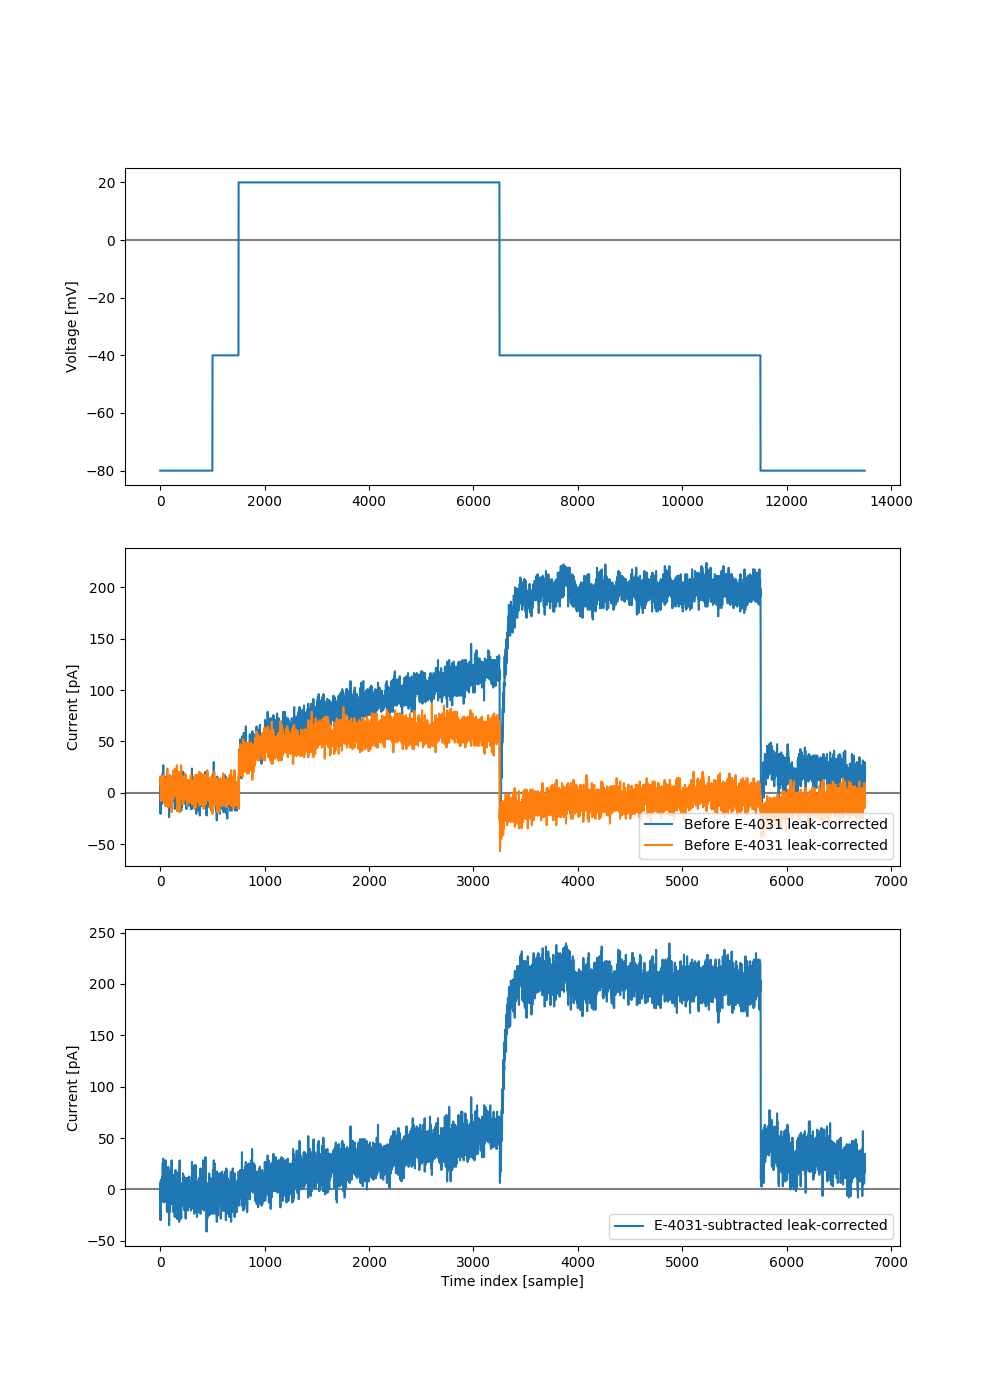 20
0
−20
−40
−60
−80
Voltage [mV]
0 2000 4000 6000 8000 10000 12000 14000
200
150
100
50
0
−50
Current [pA]
Before E-4031 leak-corrected
Before E-4031 leak-corrected
0 1000 2000 3000 4000 5000 6000 7000
250
200
150
100
50
0
−50
Current [pA]
E-4031-subtracted leak-corrected
0 1000 2000 3000 4000 5000 6000 7000
Time index [sample]